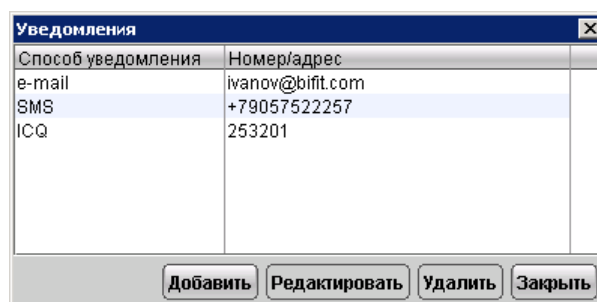 Уведомления
Способ уведомления Номер/адрес
e-mail ivanov@bifit.com
SMS +79057522257
ICQ 253201
Добавить Редактировать Удалить Закрыть